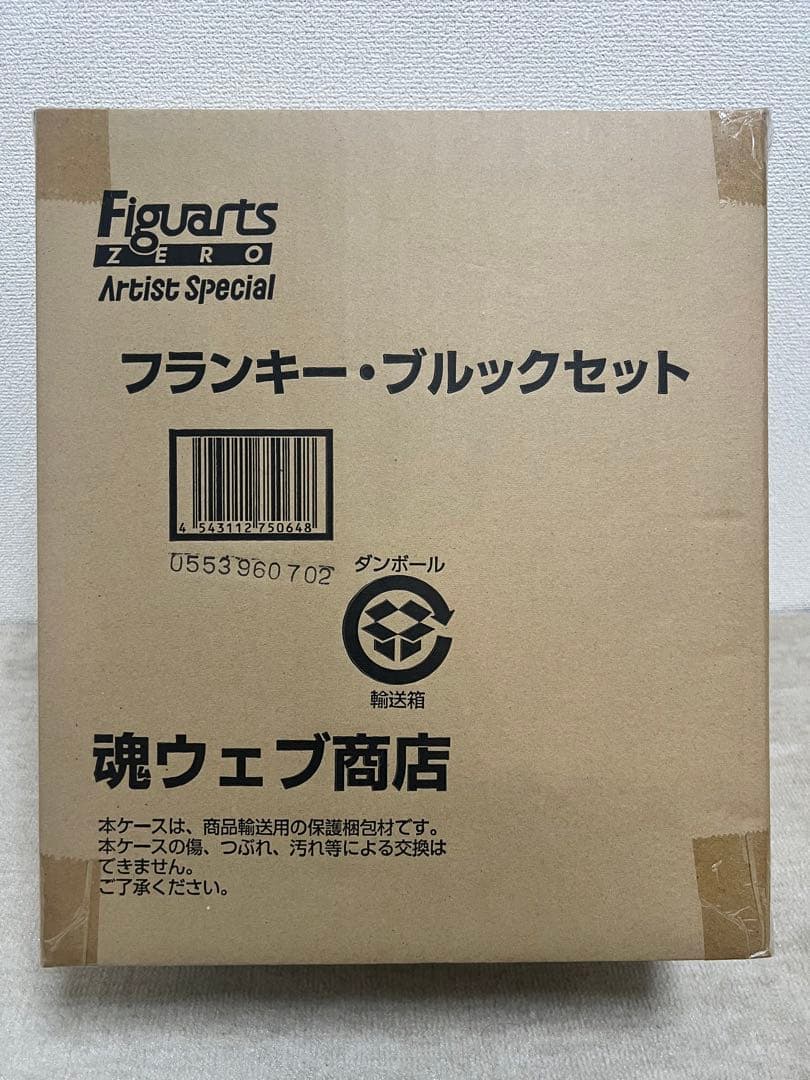 Figuarts
ZERO
Artist Special
フランキー・ブルックセット
4 543112 750648
0553960702
ダンボール
輸送箱
魂ウェブ商店
本ケースは、商品輸送用の保護梱包材です。
本ケースの傷、つぶれ、汚れ等による交換は
できません。
ご了承ください。